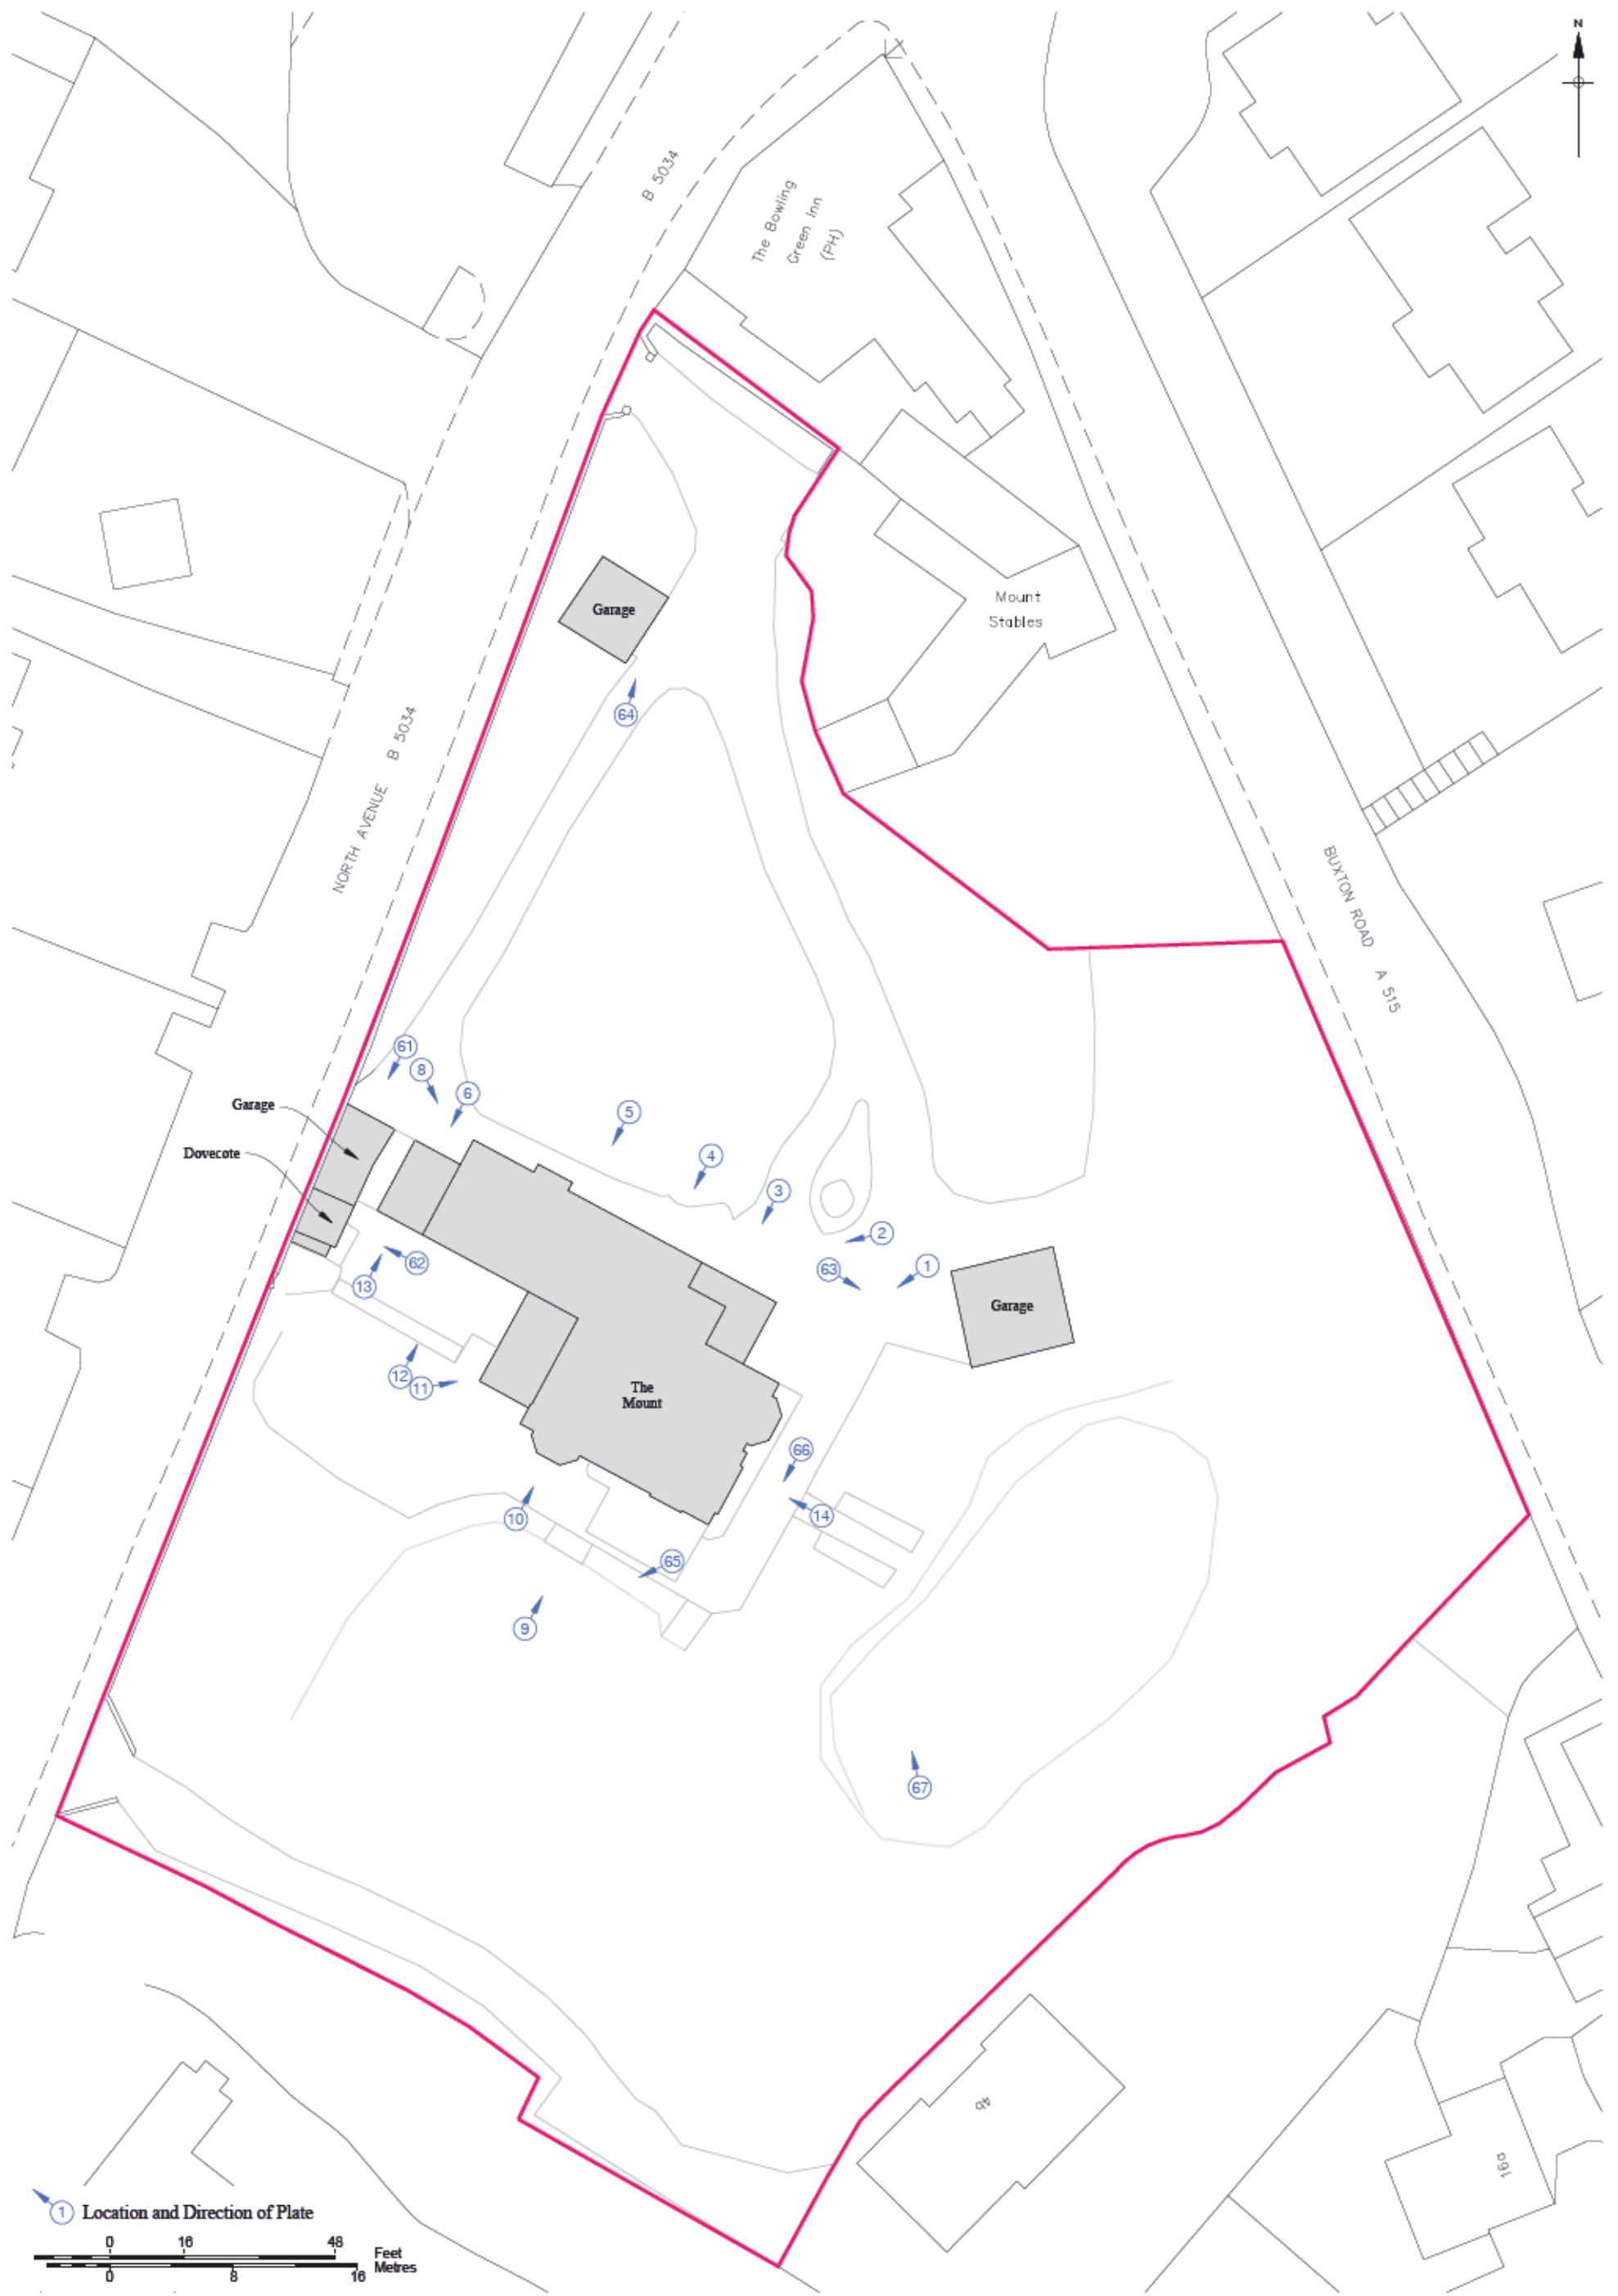 N
B 5034
The Bowling
Green Inn
(PH)
Garage
Mount
Stables
64
NORTH AVENUE B 5034
BUXTON ROAD A 515
61
8
6
Garage
5
Dovecote
4
3
2
62
63
1
13
Garage
12
11
The
Mount
66
10
14
65
9
67
4b
16a
1 Location and Direction of Plate
0 16 48
Feet
Metres
0 8 16